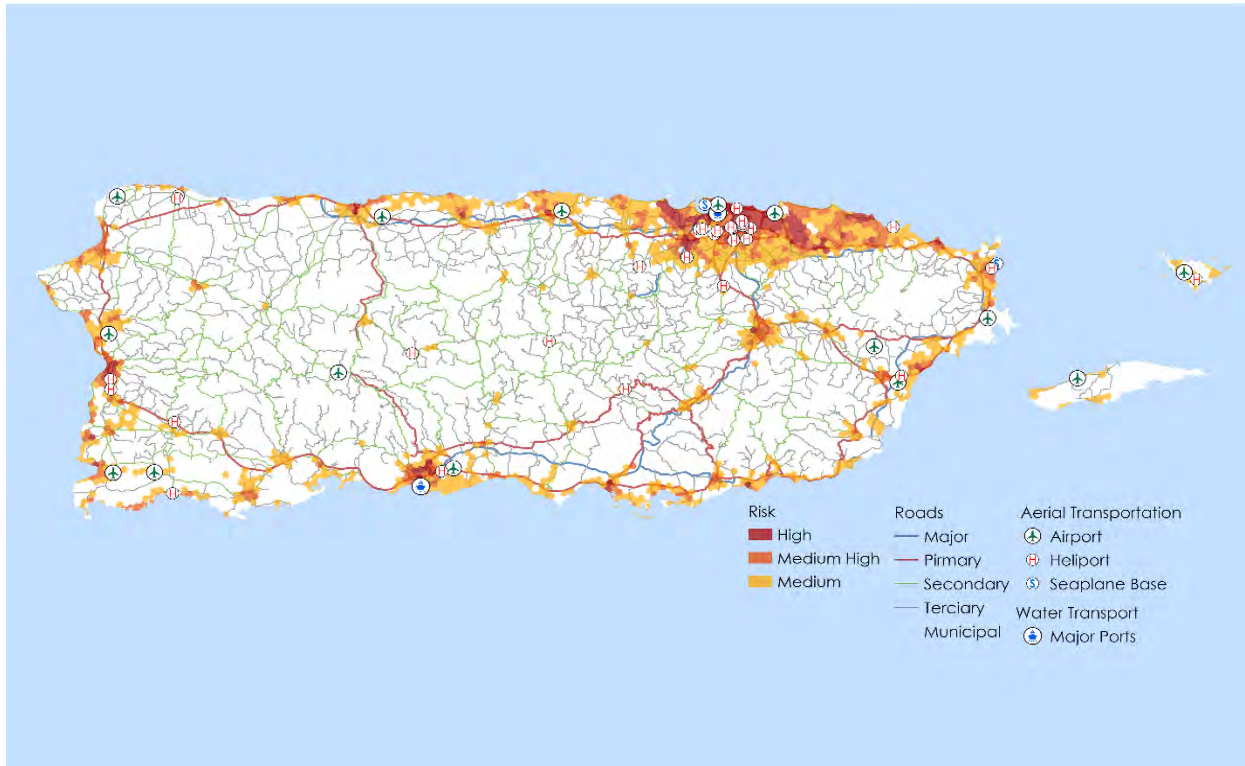 Risk
High
Medium High
Medium
Roads
Major
Pirmary
Secondary
Terciary
Municipal
Aerial Transportation
Airport
H Heliport
S Seaplane Base
Water Transport
Major Ports